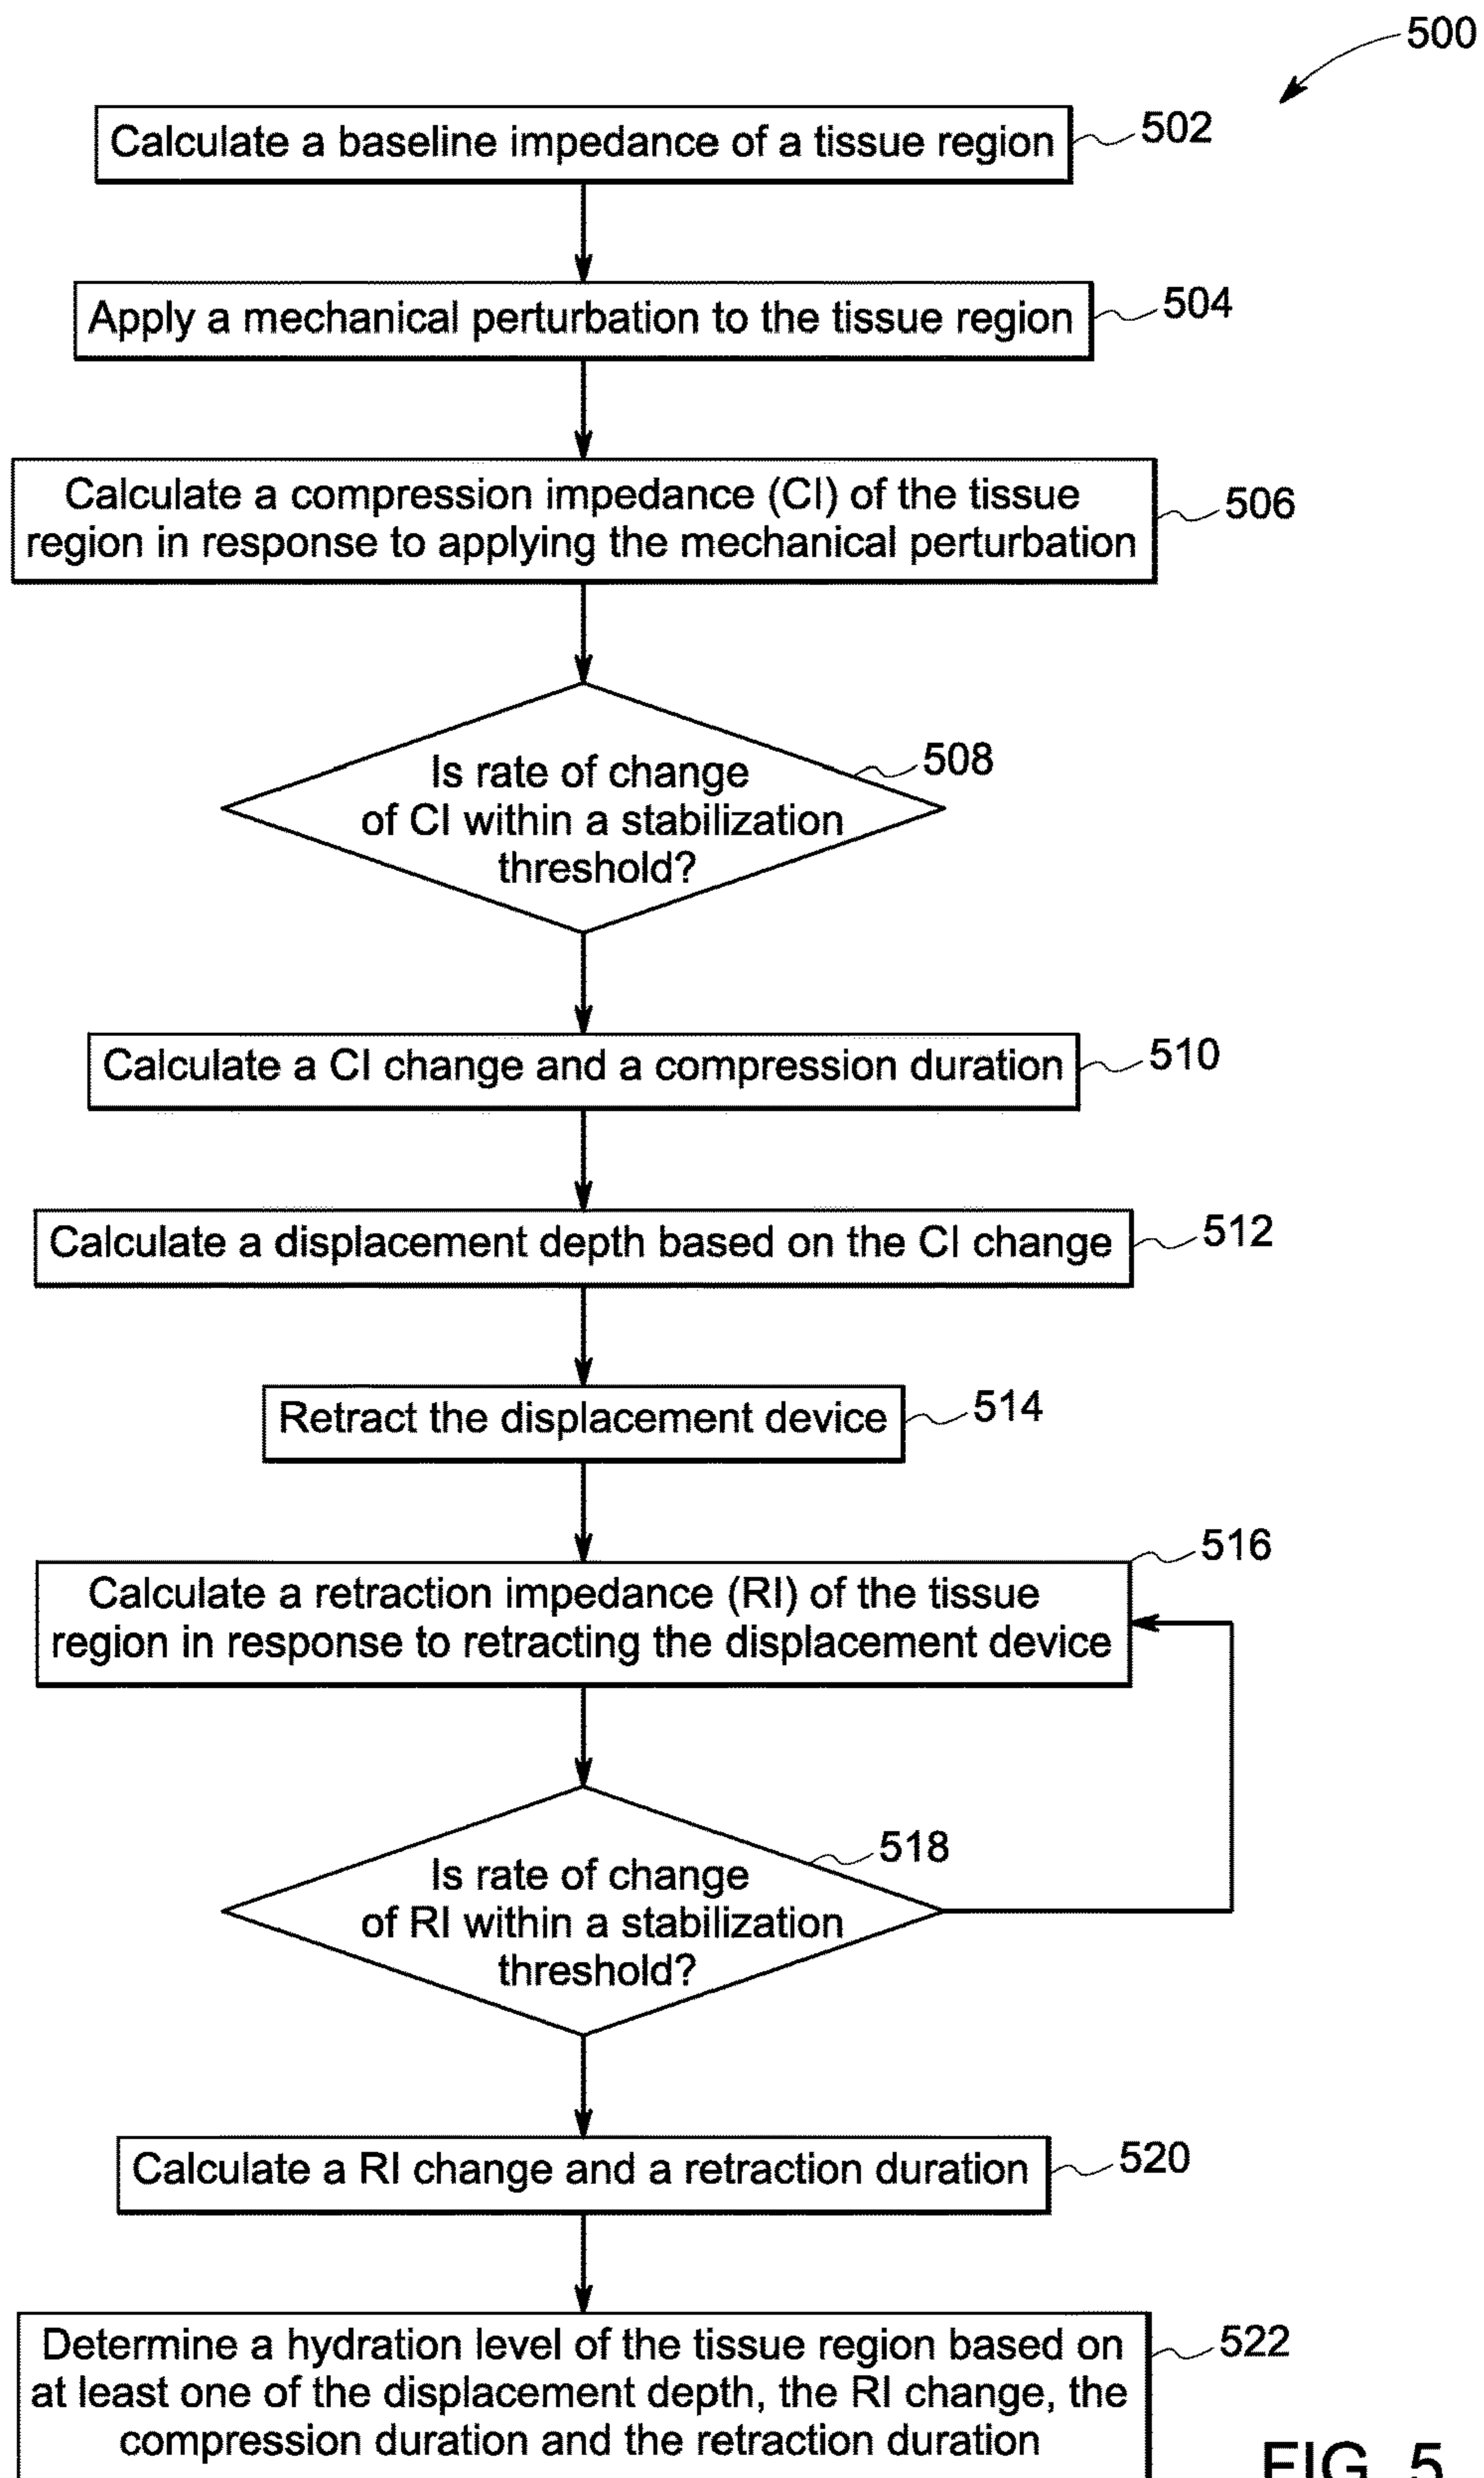 500
Calculate a baseline impedance of a tissue region
502
Apply a mechanical perturbation to the tissue region
504
Calculate a compression impedance (CI) of the tissue
region in response to applying the mechanical perturbation
506
Is rate of change
of CI within a stabilization
threshold?
508
Calculate a CI change and a compression duration
510
Calculate a displacement depth based on the CI change
512
Retract the displacement device
514
Calculate a retraction impedance (RI) of the tissue
region in response to retracting the displacement device
516
Is rate of change
of RI within a stabilization
threshold?
518
Calculate a RI change and a retraction duration
520
Determine a hydration level of the tissue region based on
at least one of the displacement depth, the RI change, the
compression duration and the retraction duration
522
FIG. 5